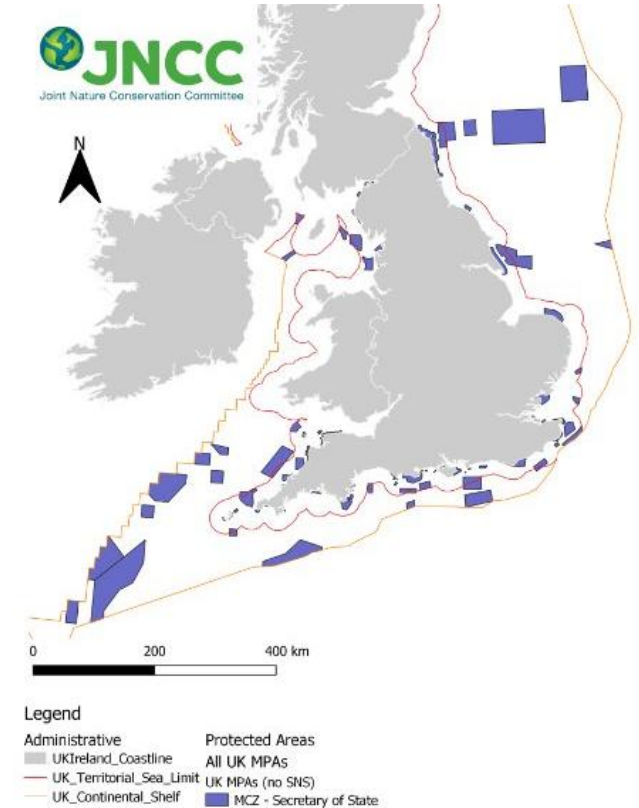 JNCC
Joint Nature Conservation Committee
N
0 200 400 km
Legend
Administrative
UKIreland_Coastline
UK_Territorial_Sea_Limit
UK_Continental_Shelf
Protected Areas
All UK MPAs
UK MPAs (no SNS)
MCZ - Secretary of State